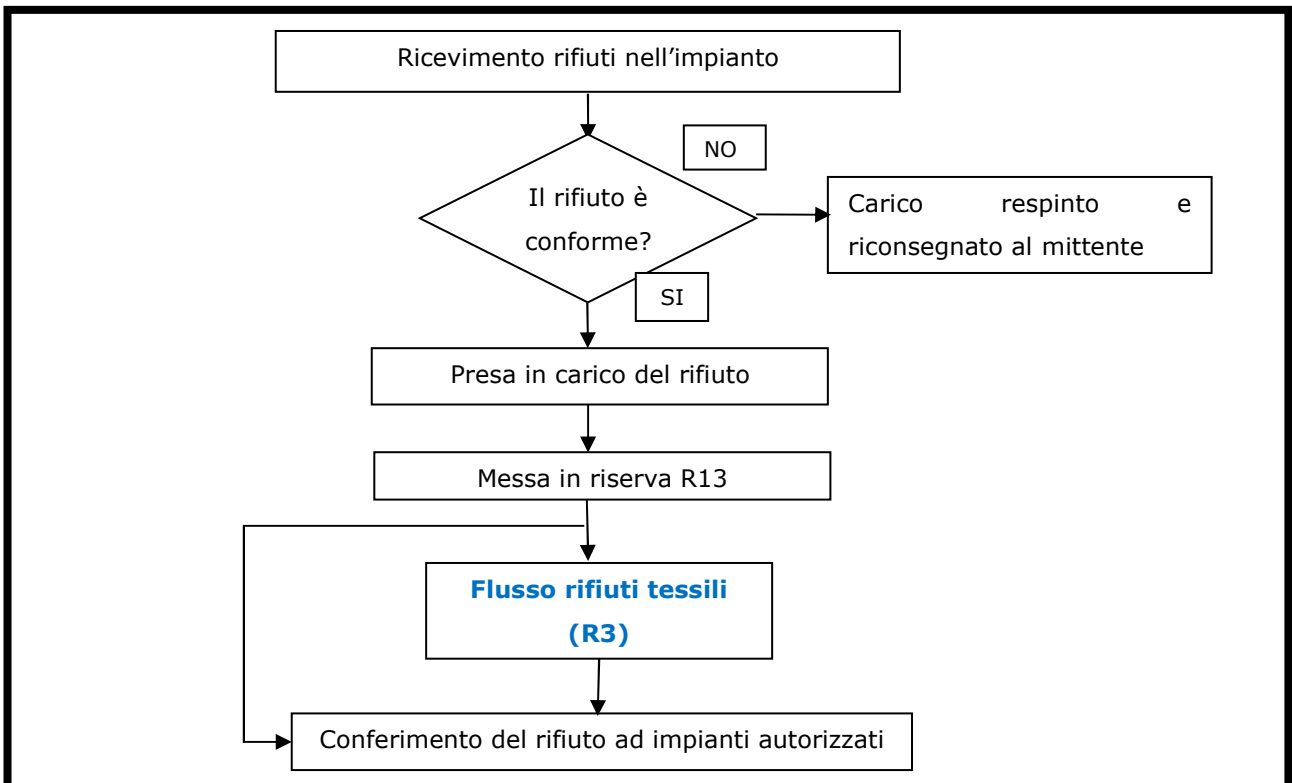 Ricevimento rifiuti nell’impianto
NO
Il rifiuto è
conforme?
Carico respinto e
riconsegnato al mittente
SI
Presa in carico del rifiuto
Messa in riserva R13
Flusso rifiuti tessili
(R3)
Conferimento del rifiuto ad impianti autorizzati